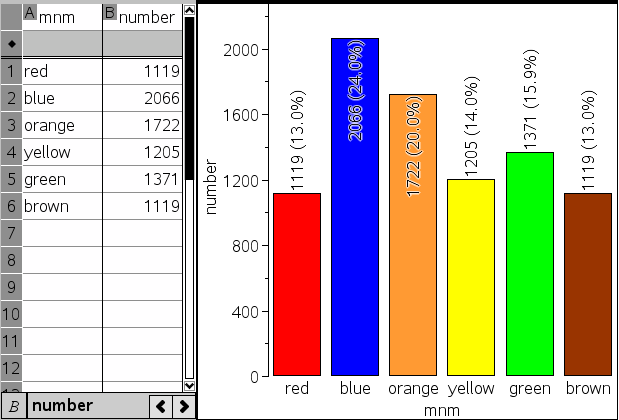 A mnm B number
◆
1 red 1119
2 blue 2066
3 orange 1722
4 yellow 1205
5 green 1371
6 brown 1119
7
8
9
10
11
12
B number
number
2000
1600
1200
800
400
0
1119 (13.0%)
2066 (24.0%)
1722 (20.0%)
1205 (14.0%)
1371 (15.9%)
1119 (13.0%)
red blue orange yellow green brown
mnm